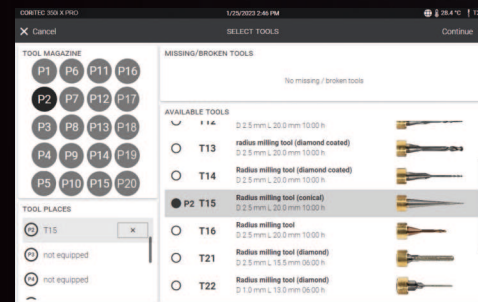 CORiTEC 350i X PRO
1/25/2023 2:46 PM
28.4 °C
Cancel
SELECT TOOLS
Continue
TOOL MAGAZINE
P1 P6 P11 P16
P2 P7 P12 P17
P3 P8 P13 P18
P4 P9 P14 P19
P5 P10 P15 P20
TOOL PLACES
P2 T15 ×
P3 not equipped
P4 not equipped
MISSING/BROKEN TOOLS
No missing / broken tools
AVAILABLE TOOLS
T12
D 2.5 mm L 20.0 mm 10:00 h
T13
radius milling tool (diamond coated)
D 2.5 mm L 20.0 mm 10:00 h
T14
Radius milling tool (diamond coated)
D 2.5 mm L 20.0 mm 10:00 h
P2 T15
Radius milling tool (conical)
D 2.5 mm L 20.0 mm 10:00 h
T16
Radius milling tool
D 2.5 mm L 20.0 mm 10:00 h
T21
Radius milling tool (diamond)
D 2.5 mm L 15.5 mm 06:00 h
T22
Radius milling tool (diamond)
D 1.0 mm L 13.0 mm 06:00 h